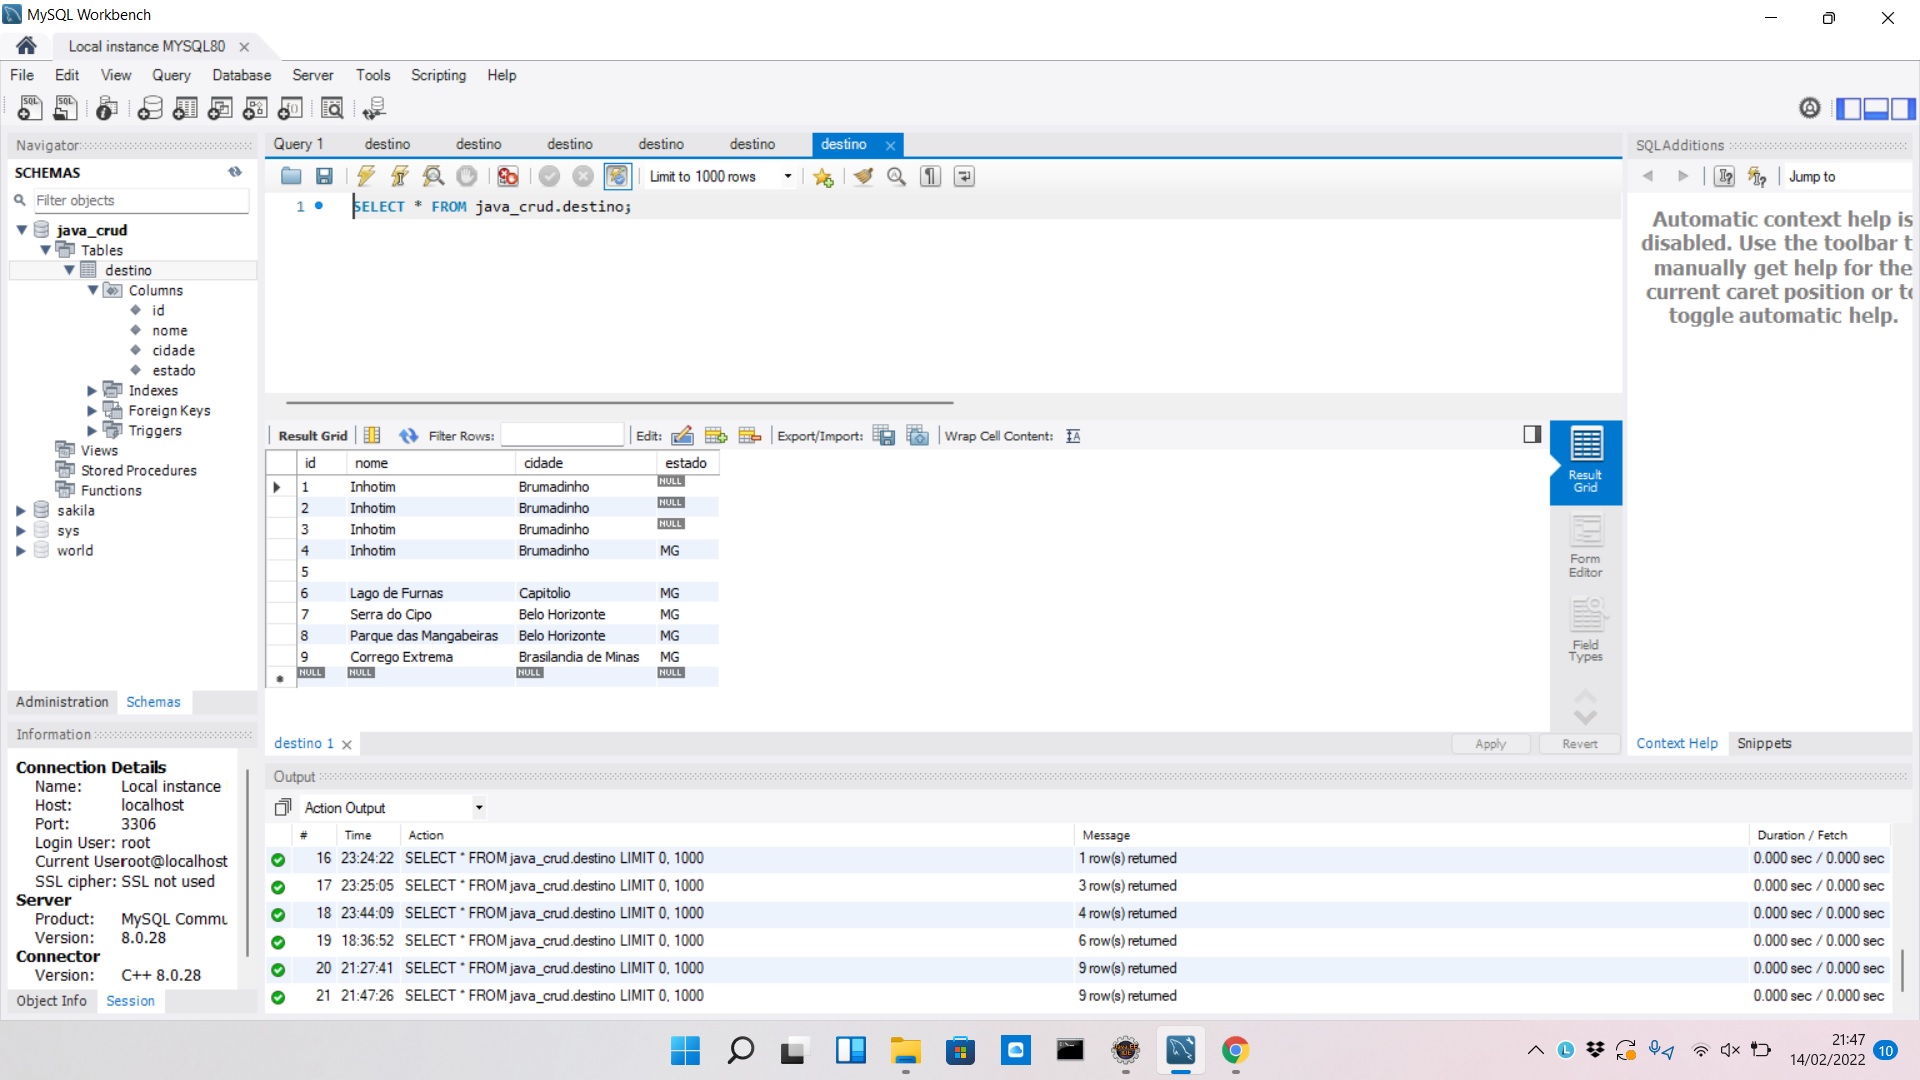 MySQL Workbench
Local instance MYSQL80
File Edit View Query Database Server Tools Scripting Help
Navigator
SCHEMAS
Filter objects
java_crud
Tables
destino
Columns
id
nome
cidade
estado
Indexes
Foreign Keys
Triggers
Views
Stored Procedures
Functions
sakila
sys
world
Administration Schemas
Information
Connection Details
Name: Local instance
Host: localhost
Port: 3306
Login User: root
Current User root@localhost
SSL cipher: SSL not used
Server
Product: MySQL Commu
Version: 8.0.28
Connector
Version: C++ 8.0.28
Object Info Session
Query 1 destino destino destino destino destino destino
Limit to 1000 rows
1 SELECT * FROM java_crud.destino;
Result Grid Filter Rows: Edit: Export/Import: Wrap Cell Content:
id nome cidade estado
1 Inhotim Brumadinho NULL
2 Inhotim Brumadinho NULL
3 Inhotim Brumadinho NULL
4 Inhotim Brumadinho MG
5
6 Lago de Furnas Capitolio MG
7 Serra do Cipo Belo Horizonte MG
8 Parque das Mangabeiras Belo Horizonte MG
9 Corrego Extrema Brasilandia de Minas MG
NULL NULL NULL NULL
Result Grid
Form Editor
Field Types
destino 1
Apply Revert
SQLAdditions
Jump to
Automatic context help is
disabled. Use the toolbar t
manually get help for the
current caret position or to
toggle automatic help.
Context Help Snippets
Output
Action Output
# Time Action Message Duration / Fetch
16 23:24:22 SELECT * FROM java_crud.destino LIMIT 0, 1000 1 row(s) returned 0.000 sec / 0.000 sec
17 23:25:05 SELECT * FROM java_crud.destino LIMIT 0, 1000 3 row(s) returned 0.000 sec / 0.000 sec
18 23:44:09 SELECT * FROM java_crud.destino LIMIT 0, 1000 4 row(s) returned 0.000 sec / 0.000 sec
19 18:36:52 SELECT * FROM java_crud.destino LIMIT 0, 1000 6 row(s) returned 0.000 sec / 0.000 sec
20 21:27:41 SELECT * FROM java_crud.destino LIMIT 0, 1000 9 row(s) returned 0.000 sec / 0.000 sec
21 21:47:26 SELECT * FROM java_crud.destino LIMIT 0, 1000 9 row(s) returned 0.000 sec / 0.000 sec
21:47
14/02/2022
10